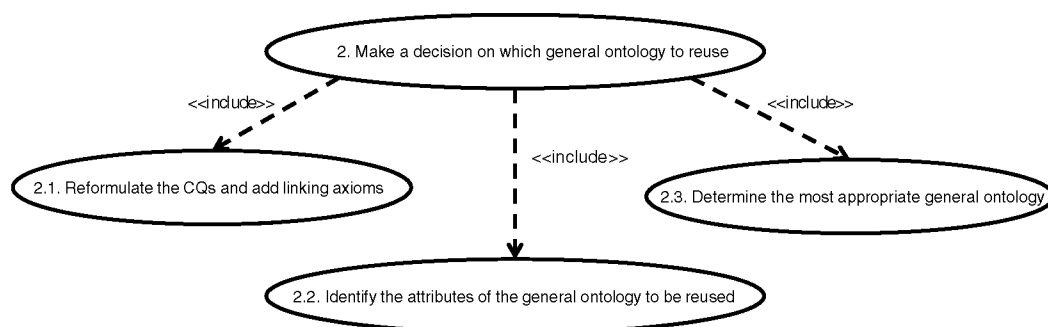 2. Make a decision on which general ontology to reuse
<<include>>
<<include>>
<<include>>
2.1. Reformulate the CQs and add linking axioms
2.3. Determine the most appropriate general ontology
2.2. Identify the attributes of the general ontology to be reused